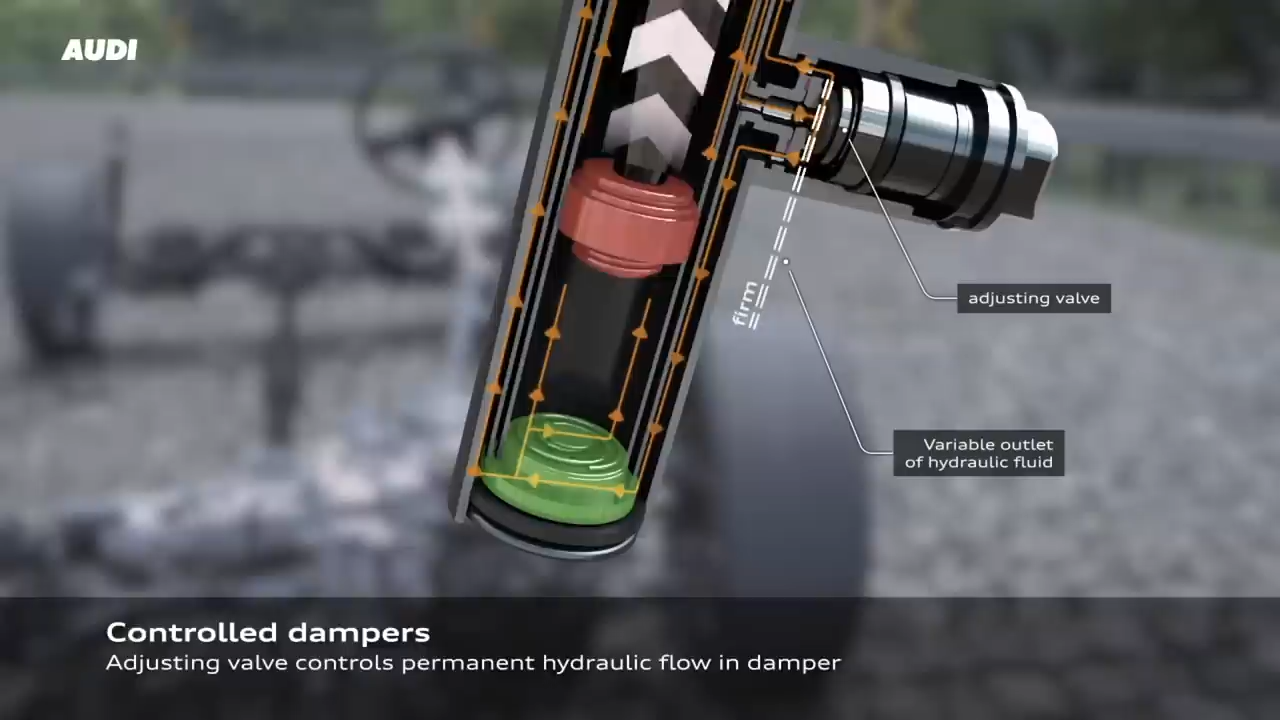 AUDI
firm
adjusting valve
Variable outlet
of hydraulic fluid
Controlled dampers
Adjusting valve controls permanent hydraulic flow in damper